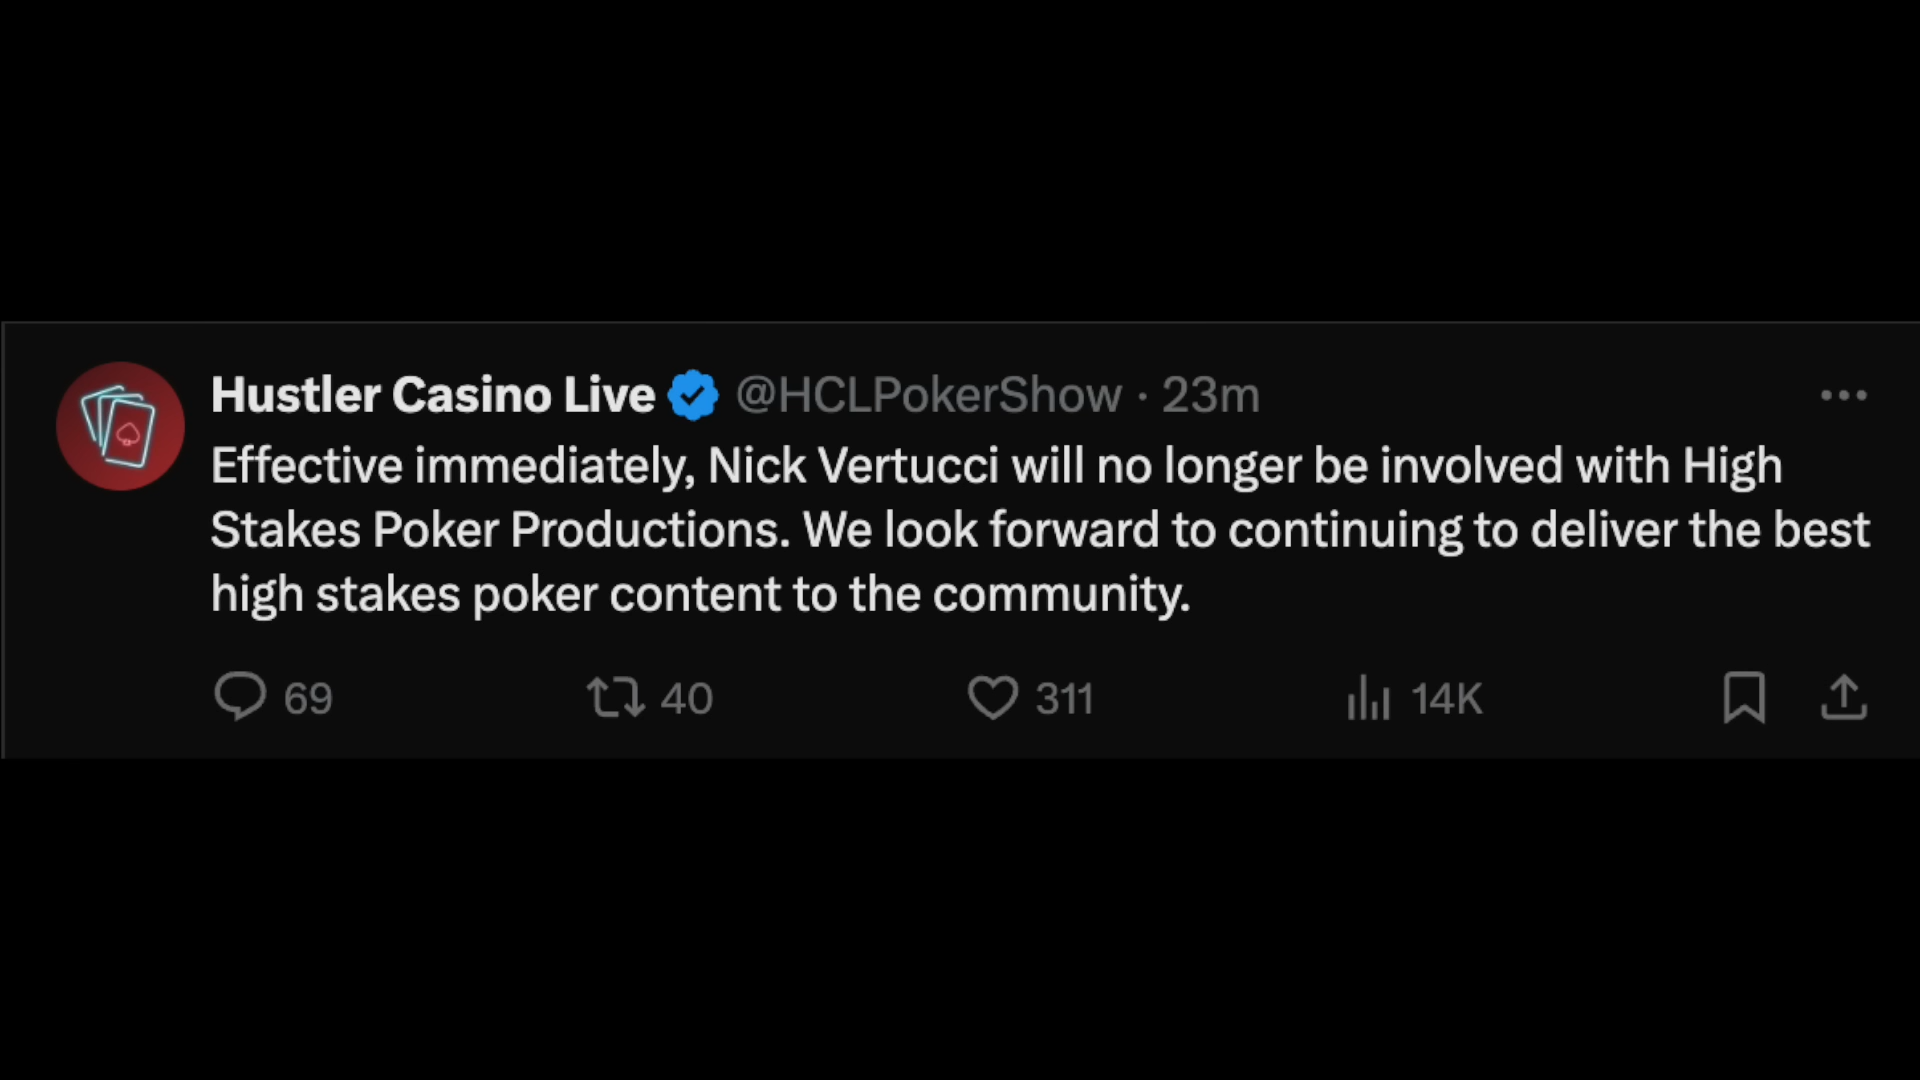 Hustler Casino Live @HCLPokerShow · 23m
Effective immediately, Nick Vertucci will no longer be involved with High
Stakes Poker Productions. We look forward to continuing to deliver the best
high stakes poker content to the community.
69 40 311 14K